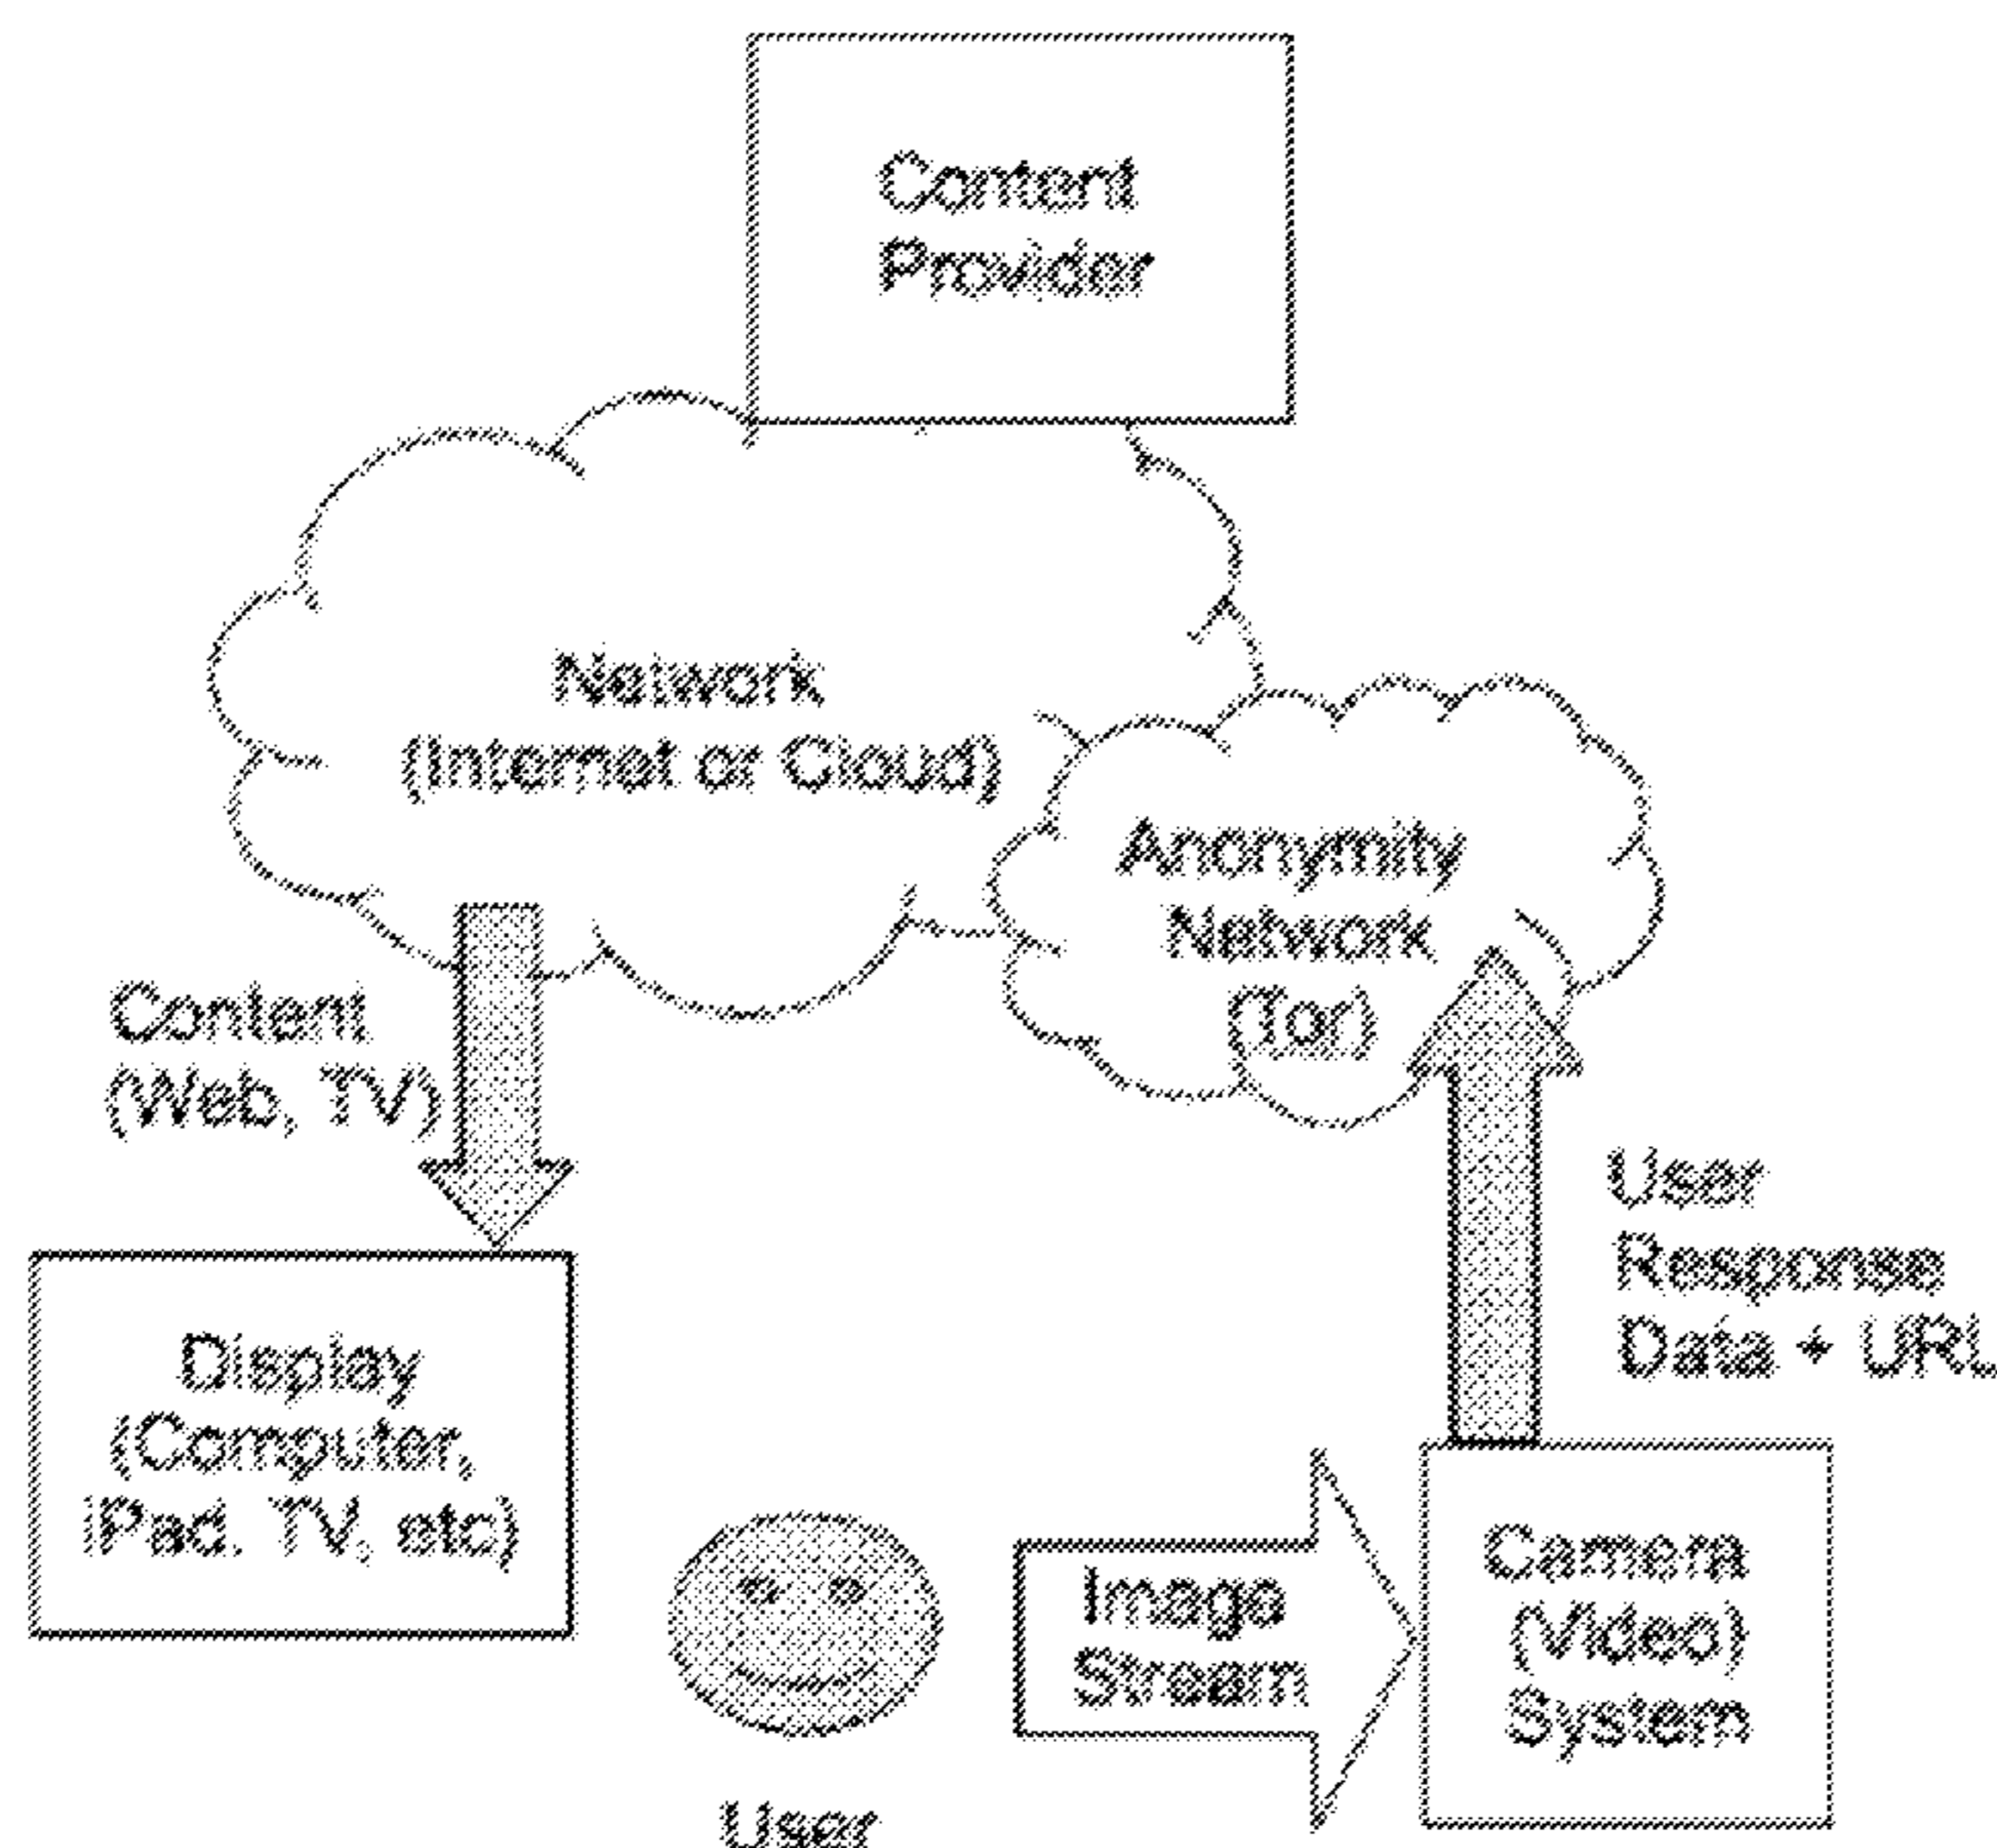 Content
Provider
Network
(Internet or Cloud)
Anonymity
Network
(Tor)
Content
(Web, TV)
User
Response
Data + URL
Display
(Computer,
iPad. TV, etc)
Image
Stream
Camera
(Video)
System
User